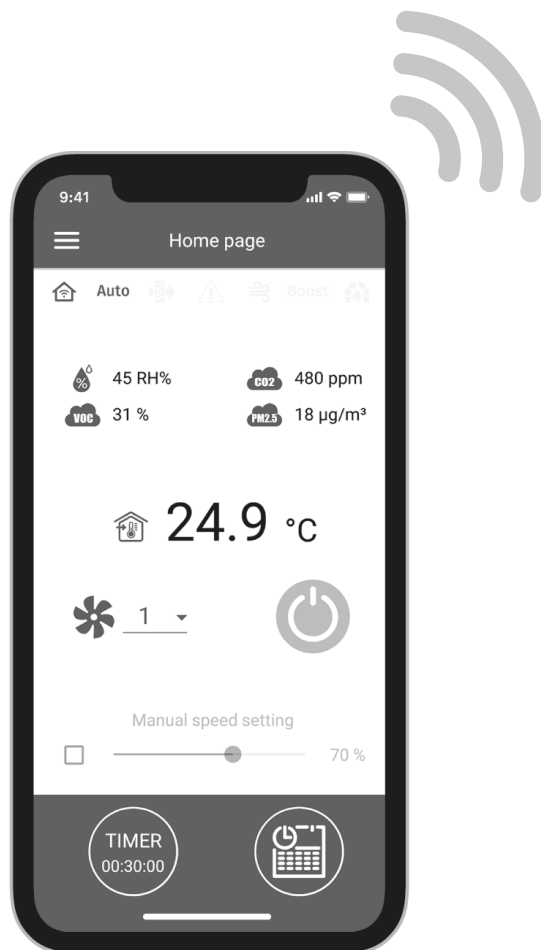 9:41
Home page
Auto
Boost
% 45 RH%
CO2 480 ppm
VOC 31 %
PM2.5 18 µg/m³
24.9 °C
1
Manual speed setting
70 %
TIMER
00:30:00